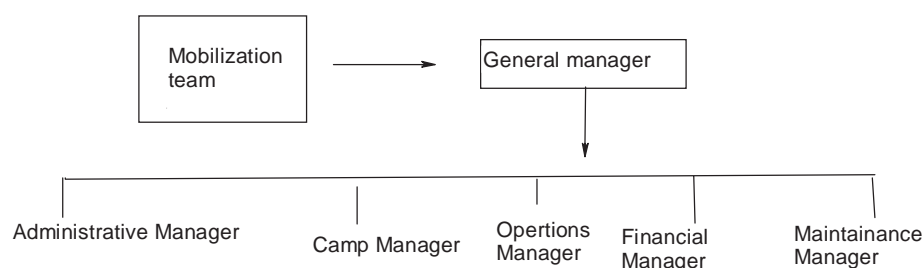 Mobilization
team
General manager
Administrative Manager
Camp Manager
Opertions
Manager
Financial
Manager
Maintainance
Manager